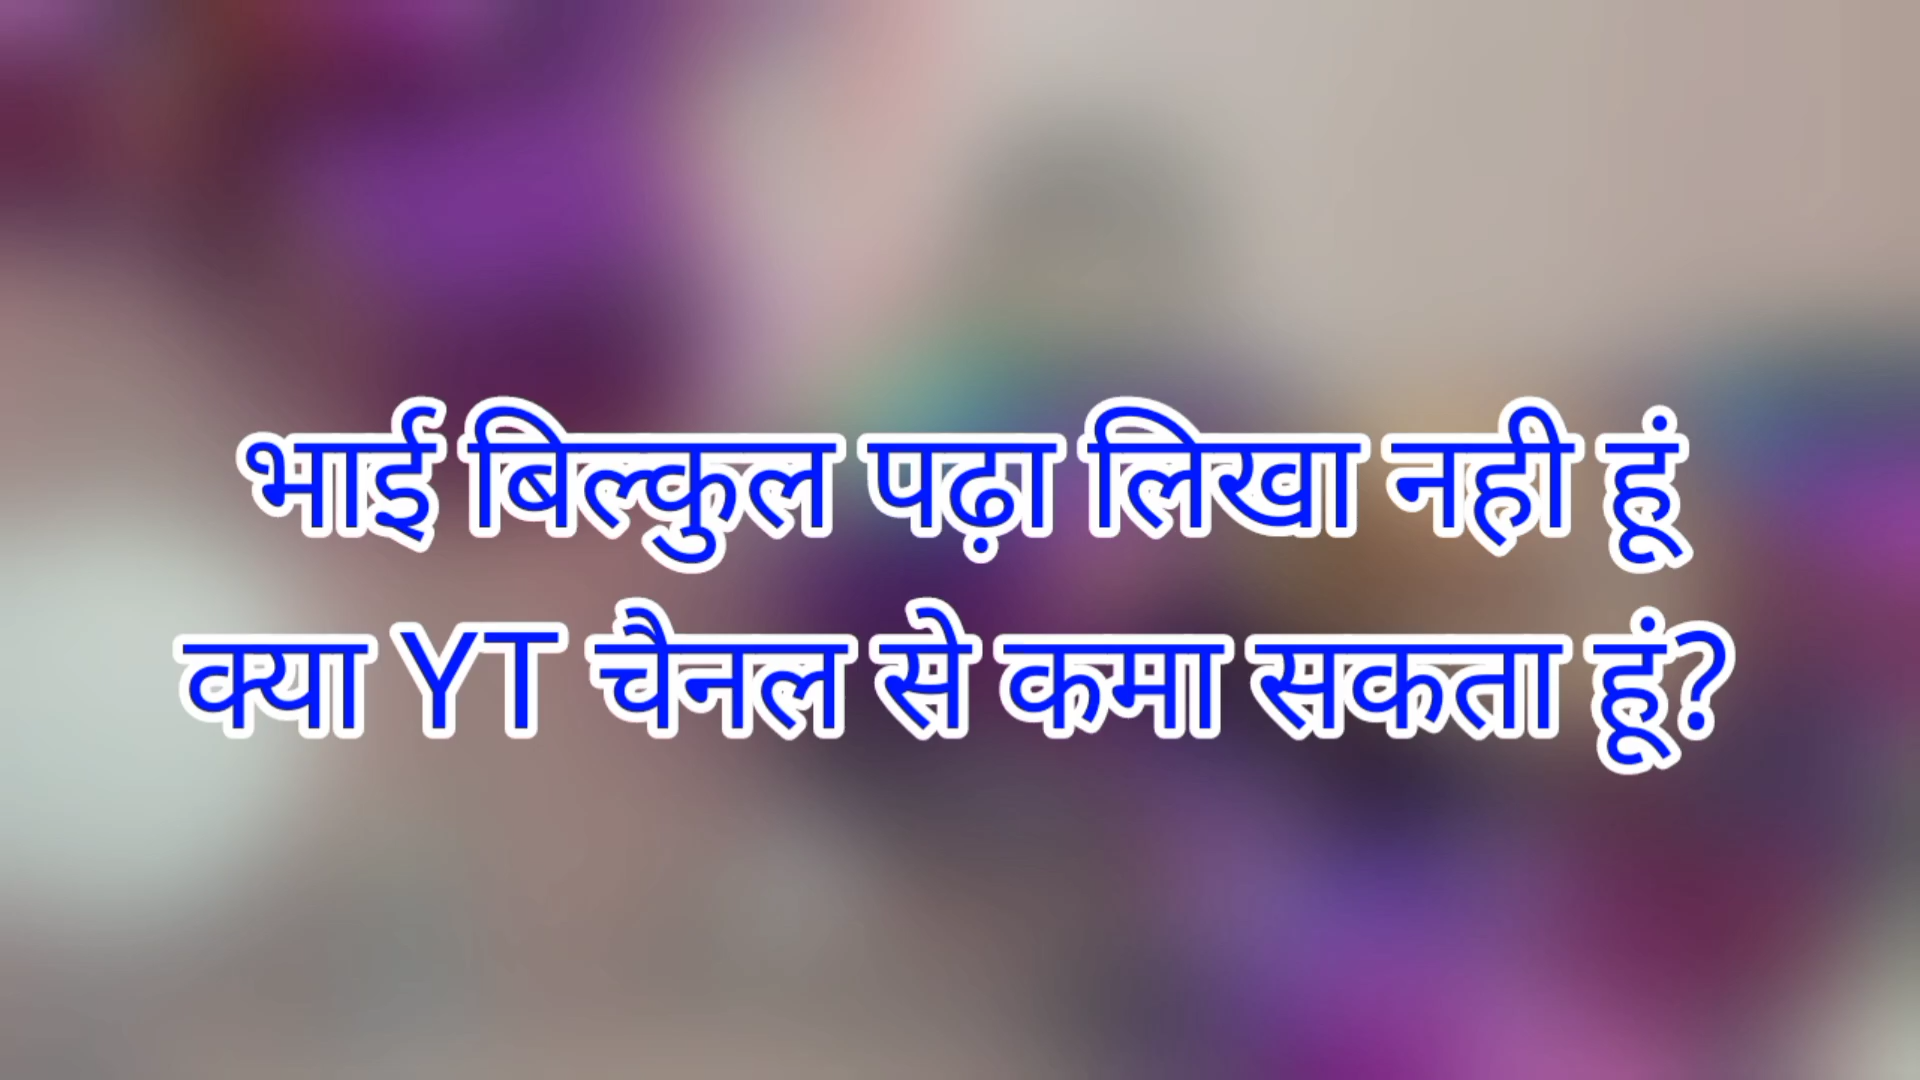 भाई बिल्कुल पढ़ा लिखा नही हूं
क्या YT चैनल से कमा सकता हूं?